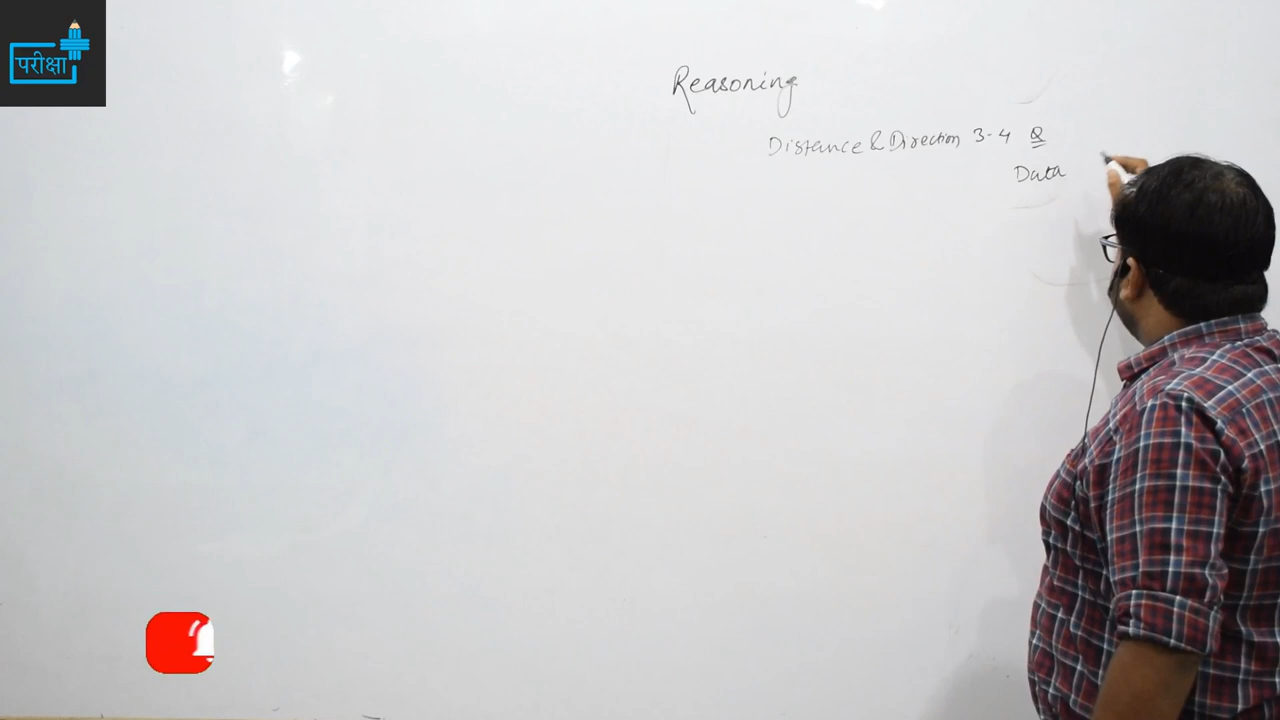 परीक्षा
Reasoning
Distance & Direction 3-4 Q
Data